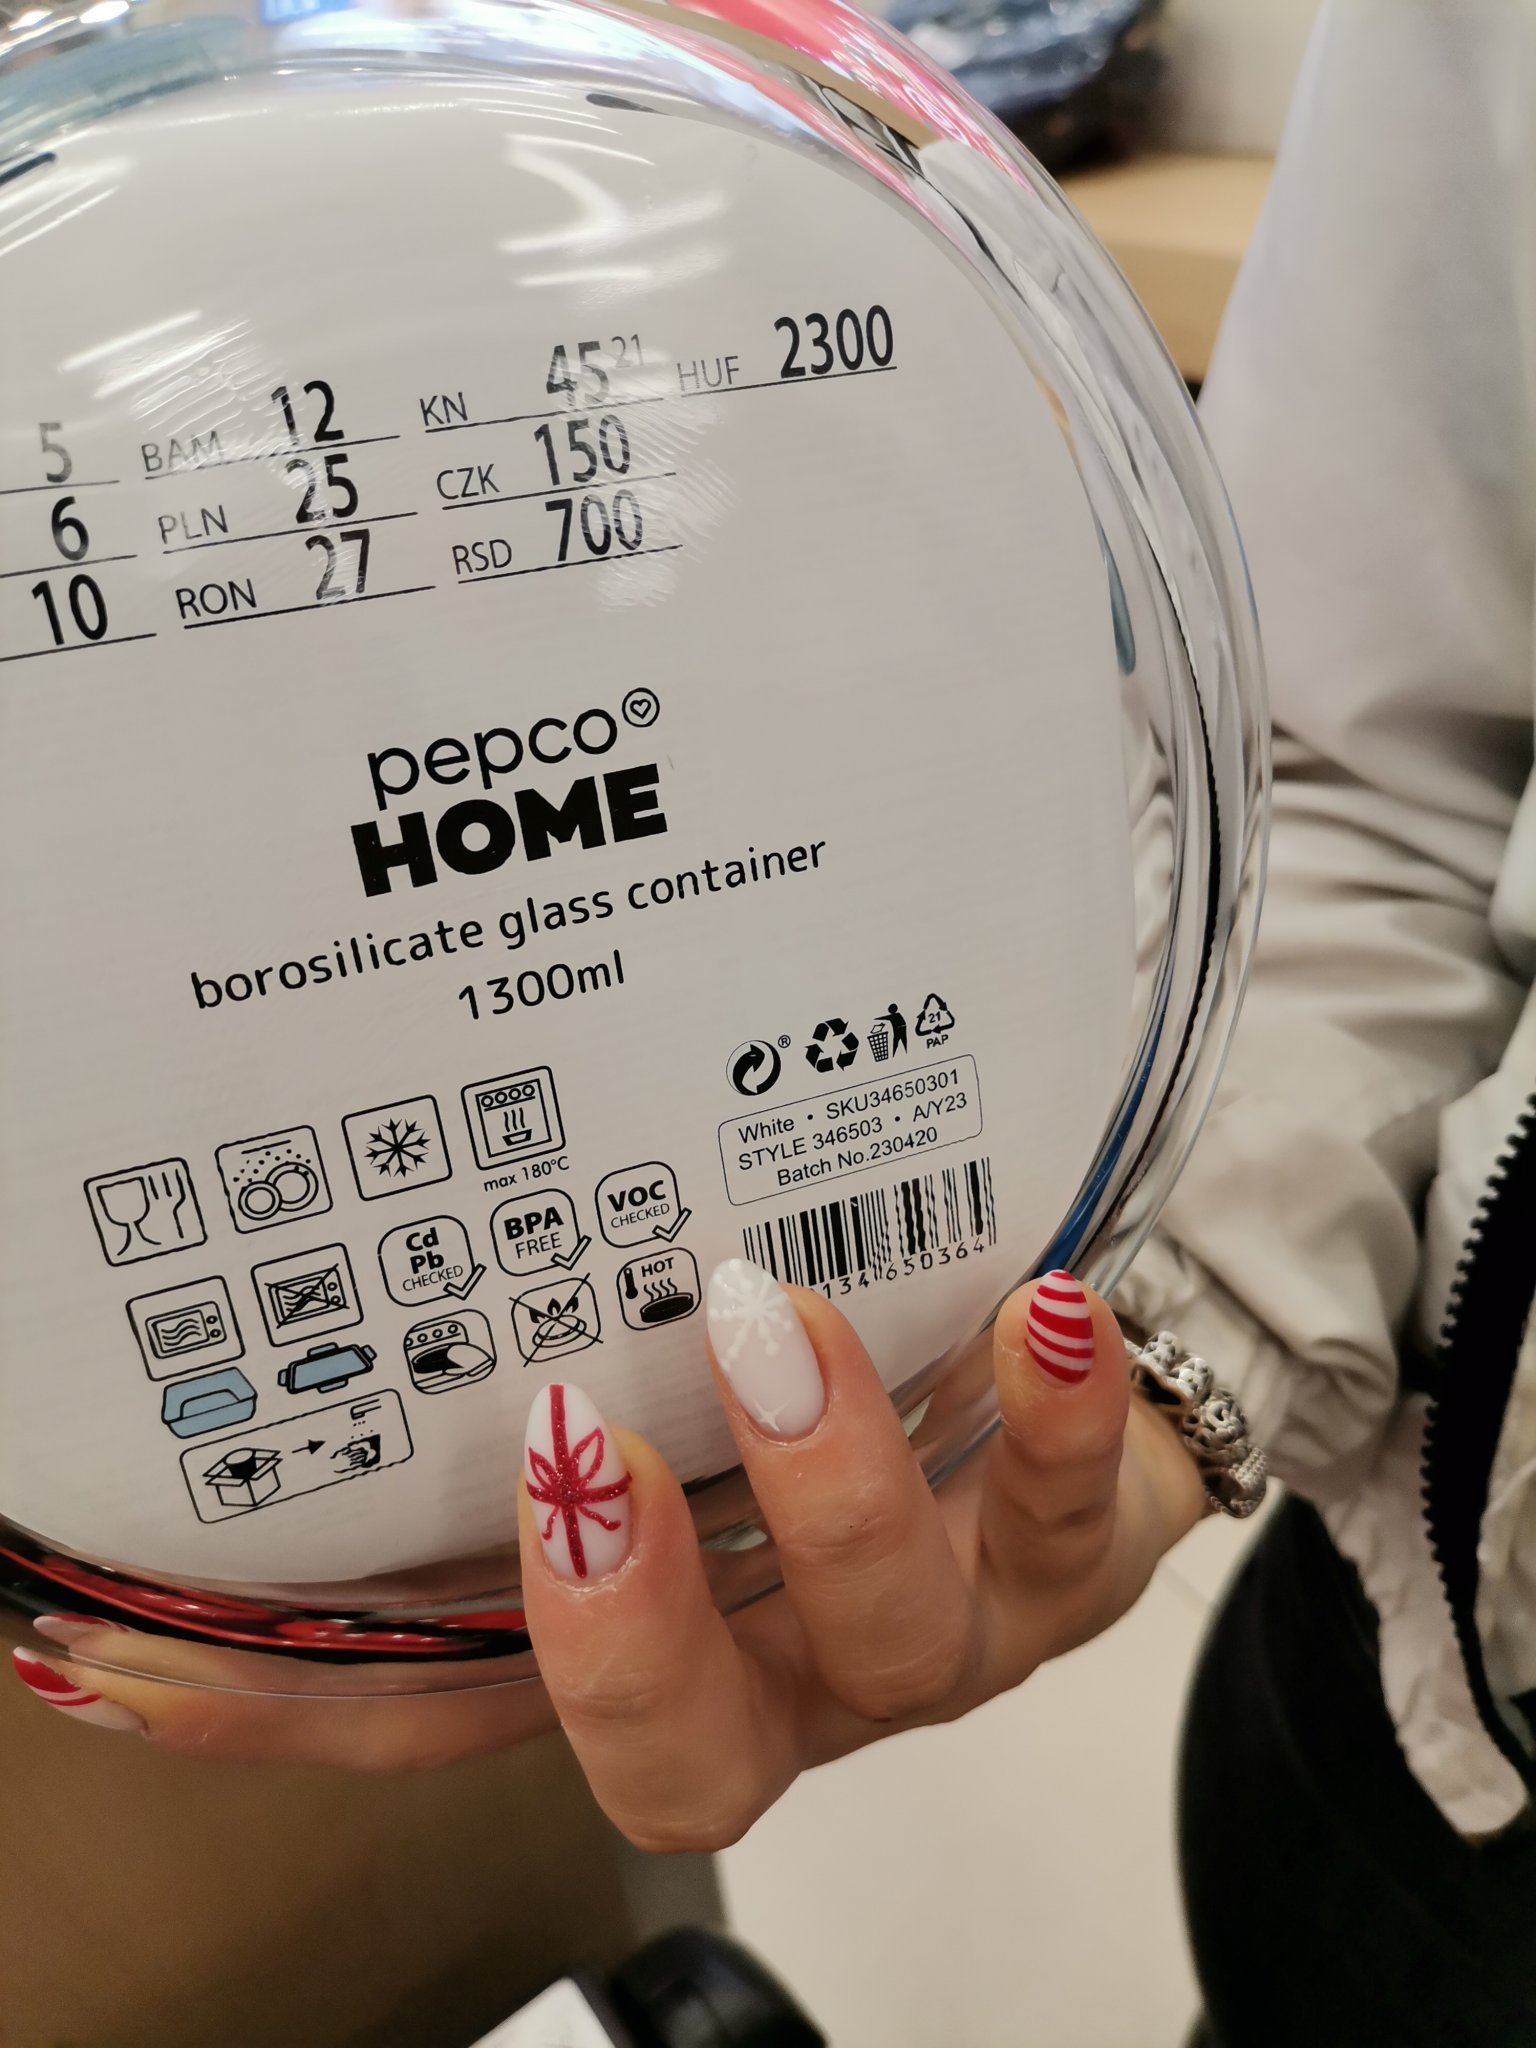 5 BAM 12 KN 45 21 HUF 2300
6 PLN 25 CZK 150
10 RON 27 RSD 700
pepco
HOME
borosilicate glass container
1300ml
21
PAP
White • SKU34650301
STYLE 346503 • A/Y23
Batch No.230420
max 180°C
Cd
Pb
CHECKED
BPA
FREE
VOC
CHECKED
HOT
134650364